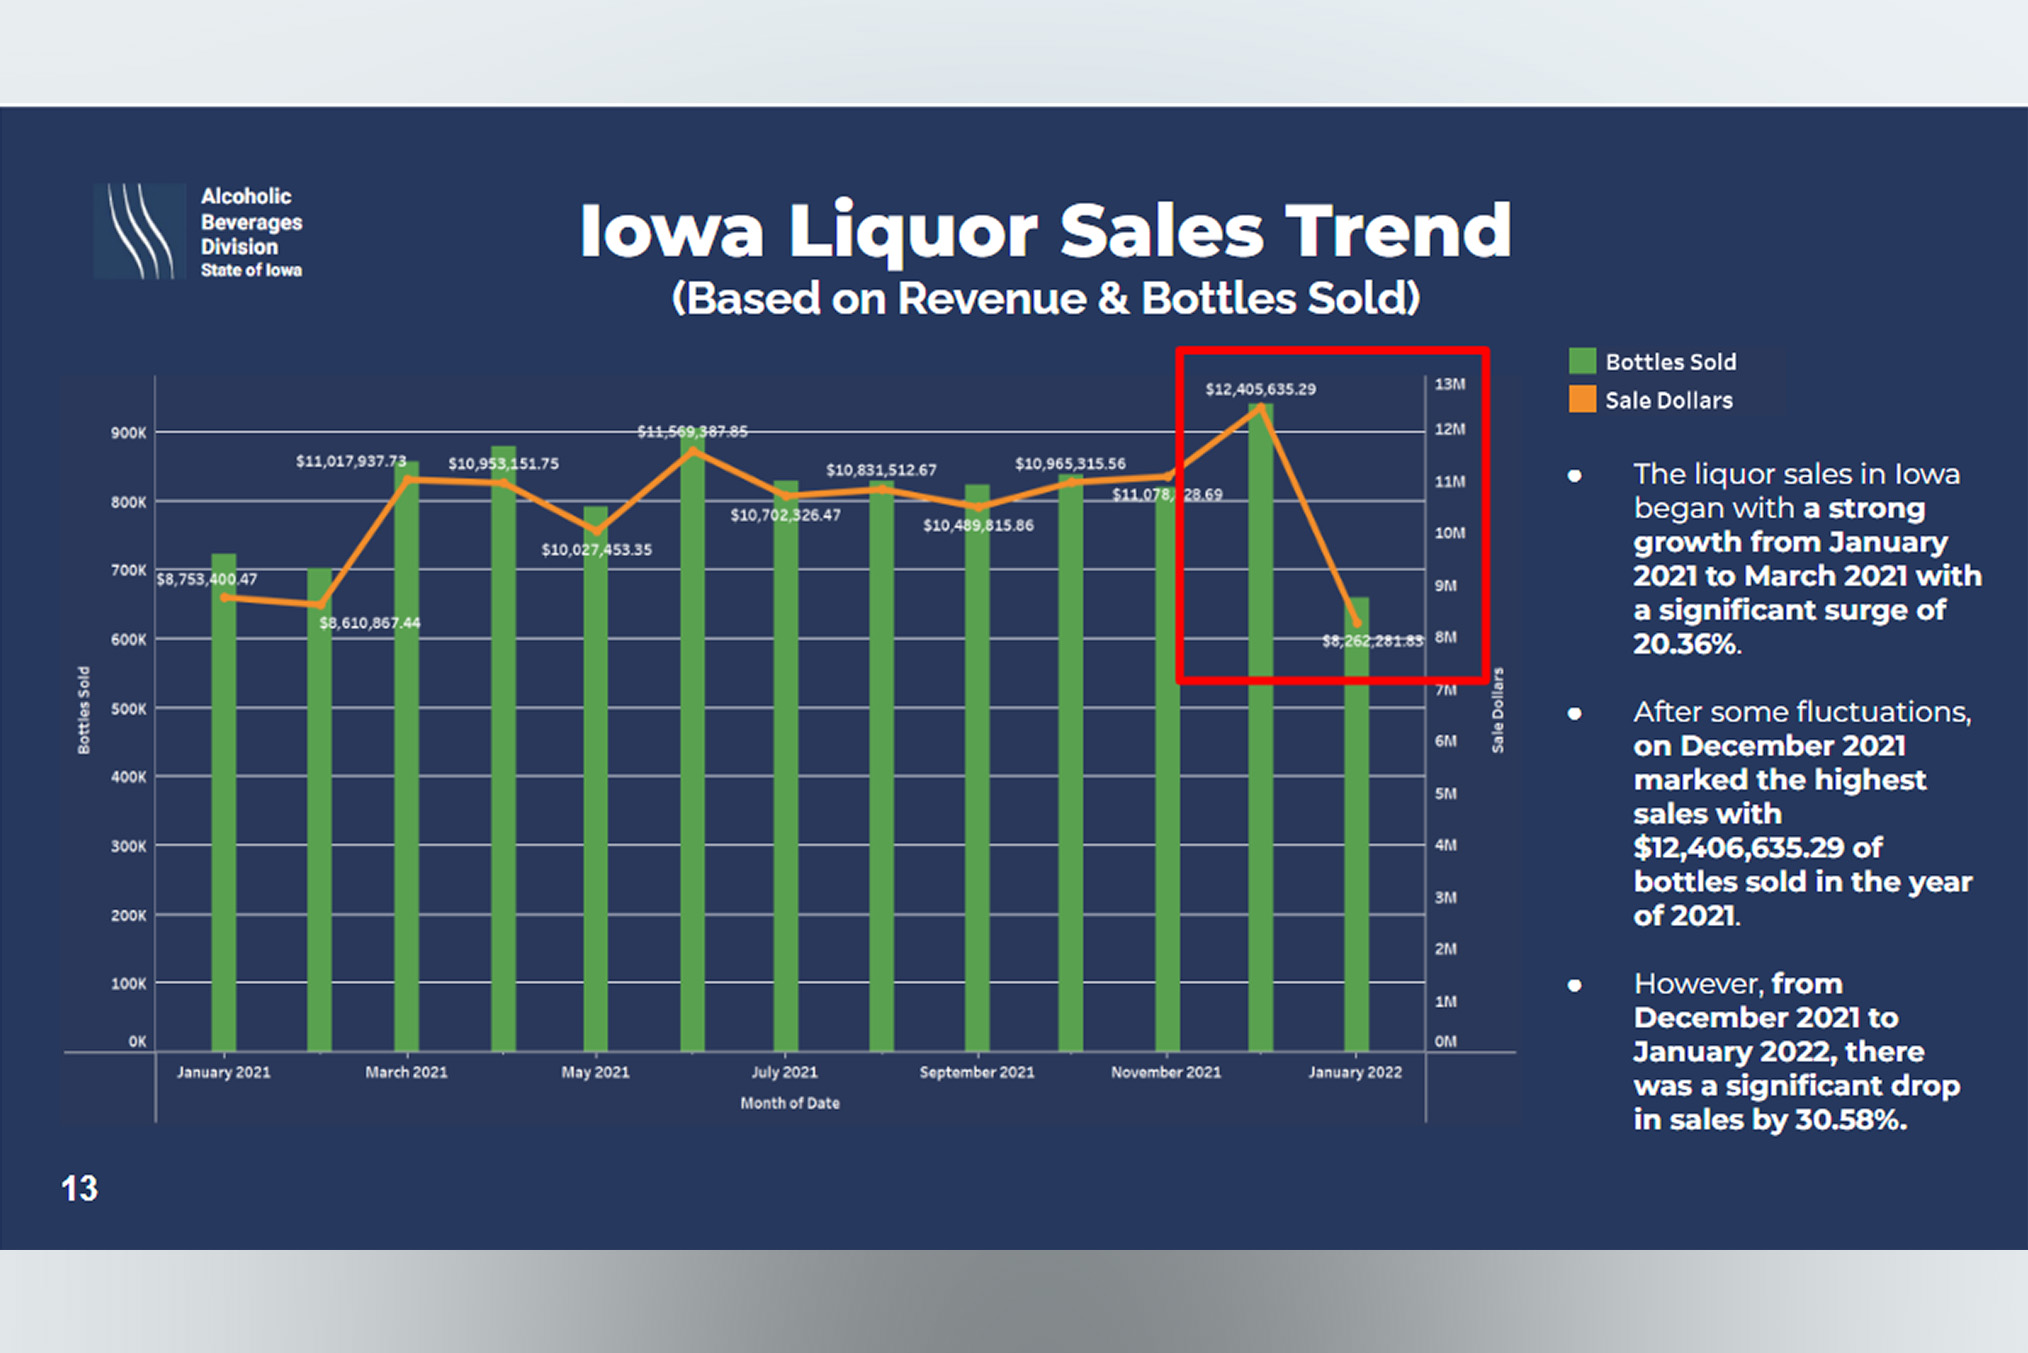 Alcoholic
Beverages
Division
State of Iowa
Iowa Liquor Sales Trend
(Based on Revenue & Bottles Sold)
Bottles Sold
Sale Dollars
900K
800K
700K
600K
500K
400K
300K
200K
100K
0K
Bottles Sold
$8,753,400.47
$8,610,867.44
$11,017,937.73
$10,953,151.75
$10,027,453.35
$11,569,387.85
$10,702,326.47
$10,831,512.67
$10,489,815.86
$10,965,315.56
$12,405,635.29
$8,262,281.83
13M
12M
11M
10M
9M
8M
7M
6M
5M
4M
3M
2M
1M
0M
Sale Dollars
January 2021
March 2021
May 2021
July 2021
September 2021
November 2021
January 2022
Month of Date
● The liquor sales in Iowa
began with a strong
growth from January
2021 to March 2021 with
a significant surge of
20.36%.
● After some fluctuations,
on December 2021
marked the highest
sales with
$12,406,635.29 of
bottles sold in the year
of 2021.
● However, from
December 2021 to
January 2022, there
was a significant drop
in sales by 30.58%.
13